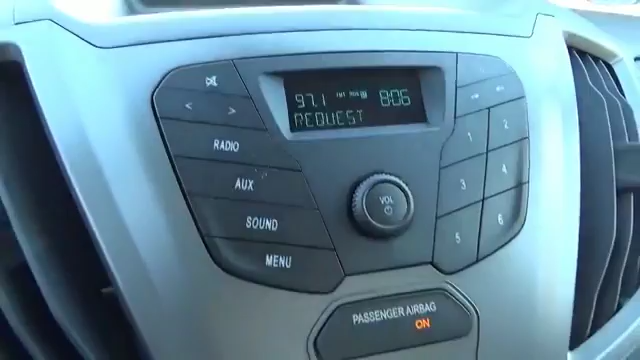 97.1 8:06
REQUEST
< >
RADIO
AUX
SOUND
MENU
VOL
1 2
3 4
5 6
PASSENGER AIRBAG
ON